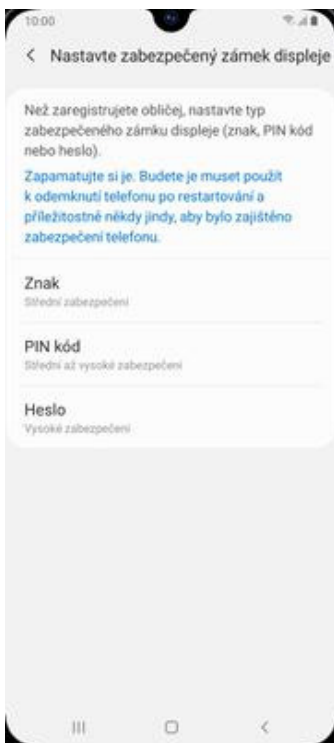 10:00
Nastavte zabezpečený zámek displeje
Než zaregistrujete obličej, nastavte typ
zabezpečeného zámku displeje (znak, PIN kód
nebo heslo).
Zapamatujte si je. Budete je muset použít
k odemknutí telefonu po restartování a
příležitostně někdy jindy, aby bylo zajištěno
zabezpečení telefonu.
Znak
Střední zabezpečení
PIN kód
Střední až vysoké zabezpečení
Heslo
Vysoké zabezpečení